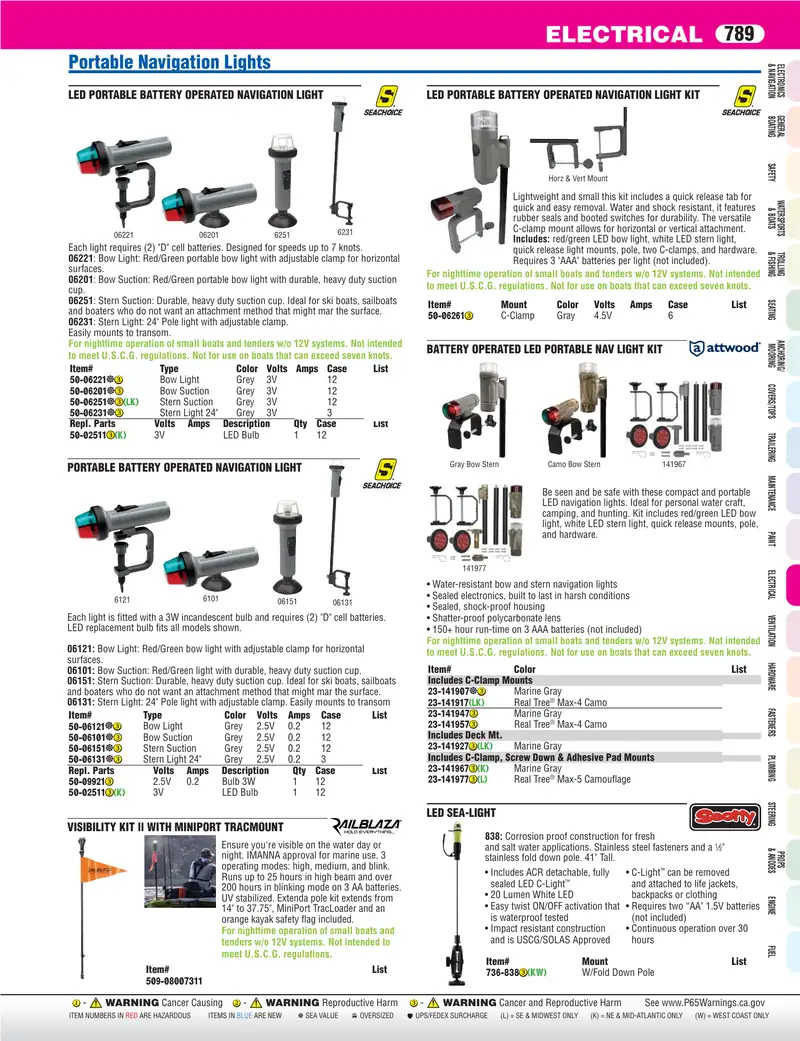 ELECTRICAL 789
Portable Navigation Lights
LED PORTABLE BATTERY OPERATED NAVIGATION LIGHT
SEACHOICE
06221
06201
6251
6231
Each light requires (2) "D" cell batteries. Designed for speeds up to 7 knots.
06221: Bow Light: Red/Green portable bow light with adjustable clamp for horizontal
surfaces.
06201: Bow Suction: Red/Green portable bow light with durable, heavy duty suction
cup.
06251: Stern Suction: Durable, heavy duty suction cup. Ideal for ski boats, sailboats
and boaters who do not want an attachment method that might mar the surface.
06231: Stern Light: 24" Pole light with adjustable clamp.
Easily mounts to transom.
For nighttime operation of small boats and tenders w/o 12V systems. Not intended
to meet U.S.C.G. regulations. Not for use on boats that can exceed seven knots.
Item# Type Color Volts Amps Case List
50-06221 3 Bow Light Grey 3V 12
50-06201 3 Bow Suction Grey 3V 12
50-06251 3 (LK) Stern Suction Grey 3V 12
50-06231 3 Stern Light 24" Grey 3V 3
Repl. Parts Volts Amps Description Qty Case List
50-02511 3 (K) 3V LED Bulb 1 12
PORTABLE BATTERY OPERATED NAVIGATION LIGHT
SEACHOICE
6121
6101
06151
06131
Each light is fitted with a 3W incandescent bulb and requires (2) "D" cell batteries.
LED replacement bulb fits all models shown.
06121: Bow Light: Red/Green bow light with adjustable clamp for horizontal
surfaces.
06101: Bow Suction: Red/Green light with durable, heavy duty suction cup.
06151: Stern Suction: Durable, heavy duty suction cup. Ideal for ski boats, sailboats
and boaters who do not want an attachment method that might mar the surface.
06131: Stern Light: 24" Pole light with adjustable clamp. Easily mounts to transom
Item# Type Color Volts Amps Case List
50-06121 3 Bow Light Grey 2.5V 0.2 12
50-06101 3 Bow Suction Grey 2.5V 0.2 12
50-06151 3 Stern Suction Grey 2.5V 0.2 12
50-06131 3 Stern Light 24" Grey 2.5V 0.2 3
Repl. Parts Volts Amps Description Qty Case List
50-09921 3 2.5V 0.2 Bulb 3W 1 12
50-02511 3 (K) 3V LED Bulb 1 12
VISIBILITY KIT II WITH MINIPORT TRACMOUNT
RAILBLAZA
HOLD EVERYTHING
Ensure you're visible on the water day or
night. IMANNA approval for marine use. 3
operating modes: high, medium, and blink.
Runs up to 25 hours in high beam and over
200 hours in blinking mode on 3 AA batteries.
UV stabilized. Extenda pole kit extends from
14" to 37.75", MiniPort TracLoader and an
orange kayak safety flag included.
For nighttime operation of small boats and
tenders w/o 12V systems. Not intended to
meet U.S.C.G. regulations.
Item# List
509-08007311
LED PORTABLE BATTERY OPERATED NAVIGATION LIGHT KIT
SEACHOICE
Horz & Vert Mount
Lightweight and small this kit includes a quick release tab for
quick and easy removal. Water and shock resistant, it features
rubber seals and booted switches for durability. The versatile
C-clamp mount allows for horizontal or vertical attachment.
Includes: red/green LED bow light, white LED stern light,
quick release light mounts, pole, two C-clamps, and hardware.
Requires 3 "AAA" batteries per light (not included).
For nighttime operation of small boats and tenders w/o 12V systems. Not intended
to meet U.S.C.G. regulations. Not for use on boats that can exceed seven knots.
Item# Mount Color Volts Amps Case List
50-06261 3 C-Clamp Gray 4.5V 6
BATTERY OPERATED LED PORTABLE NAV LIGHT KIT
attwood
Gray Bow Stern
Camo Bow Stern
141967
Be seen and be safe with these compact and portable
LED navigation lights. Ideal for personal water craft,
camping, and hunting. Kit includes red/green LED bow
light, white LED stern light, quick release mounts, pole,
and hardware.
141977
• Water-resistant bow and stern navigation lights
• Sealed electronics, built to last in harsh conditions
• Sealed, shock-proof housing
• Shatter-proof polycarbonate lens
• 150+ hour run-time on 3 AAA batteries (not included)
For nighttime operation of small boats and tenders w/o 12V systems. Not intended
to meet U.S.C.G. regulations. Not for use on boats that can exceed seven knots.
Item# Color List
Includes C-Clamp Mounts
23-141907 3 Marine Gray
23-141917(LK) Real Tree® Max-4 Camo
23-141947 3 Marine Gray
23-141957 3 Real Tree® Max-4 Camo
Includes Deck Mt.
23-141927 3 (LK) Marine Gray
Includes C-Clamp, Screw Down & Adhesive Pad Mounts
23-141967 3 (K) Marine Gray
23-141977 3 (L) Real Tree® Max-5 Camouflage
LED SEA-LIGHT
Scotty
838: Corrosion proof construction for fresh
and salt water applications. Stainless steel fasteners and a ½"
stainless fold down pole. 41" Tall.
• Includes ACR detachable, fully
sealed LED C-Light™
• 20 Lumen White LED
• Easy twist ON/OFF activation that
is waterproof tested
• Impact resistant construction
and is USCG/SOLAS Approved
• C-Light™ can be removed
and attached to life jackets,
backpacks or clothing
• Requires two "AA" 1.5V batteries
(not included)
• Continuous operation over 30
hours
Item# Mount List
736-838 3 (KW) W/Fold Down Pole
ELECTRONICS
& NAVIGATION
GENERAL
BOATING
SAFETY
WATERSPORTS
& BOATS
TROLLING
& FISHING
SEATING
ANCHORING/
MOORING
COVERS/TOPS
TRAILERING
MAINTENANCE
PAINT
ELECTRICAL
VENTILATION
HARDWARE
FASTENERS
PLUMBING
STEERING
PROPS
& ANODES
ENGINE
FUEL
1 - WARNING Cancer Causing 2 - WARNING Reproductive Harm 3 - WARNING Cancer and Reproductive Harm See www.P65Warnings.ca.gov
ITEM NUMBERS IN RED ARE HAZARDOUS ITEMS IN BLUE ARE NEW SEA VALUE OVERSIZED UPS/FEDEX SURCHARGE (L) = SE & MIDWEST ONLY (K) = NE & MID-ATLANTIC ONLY (W) = WEST COAST ONLY